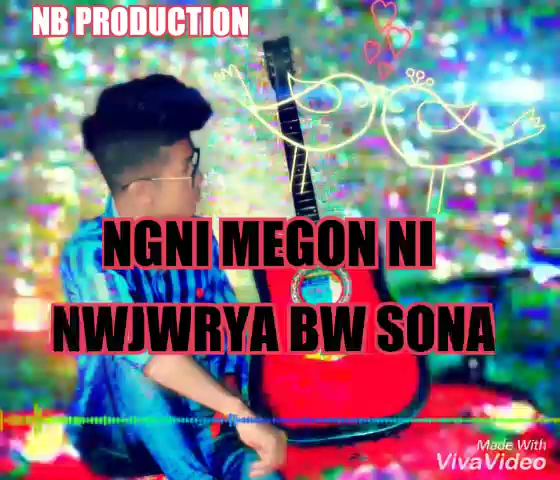 NB PRODUCTION
NGNI MEGON NI
NWJWRYA BW SONA
Made With
VivaVideo